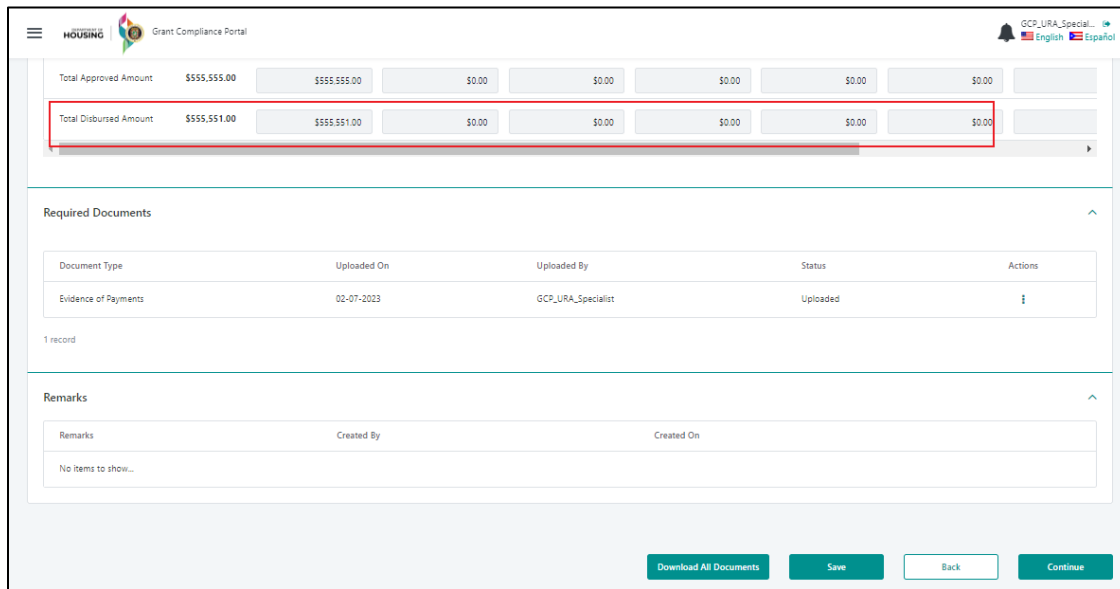 DEPARTMENT OF
HOUSING
Grant Compliance Portal
GCP_URA_Special...
English Español
Total Approved Amount $555,555.00 $555,555.00 $0.00 $0.00 $0.00 $0.00 $0.00
Total Disbursed Amount $555,551.00 $555,551.00 $0.00 $0.00 $0.00 $0.00 $0.00
Required Documents
Document Type Uploaded On Uploaded By Status Actions
Evidence of Payments 02-07-2023 GCP_URA_Specialist Uploaded
1 record
Remarks
Remarks Created By Created On
No items to show...
Download All Documents Save Back Continue